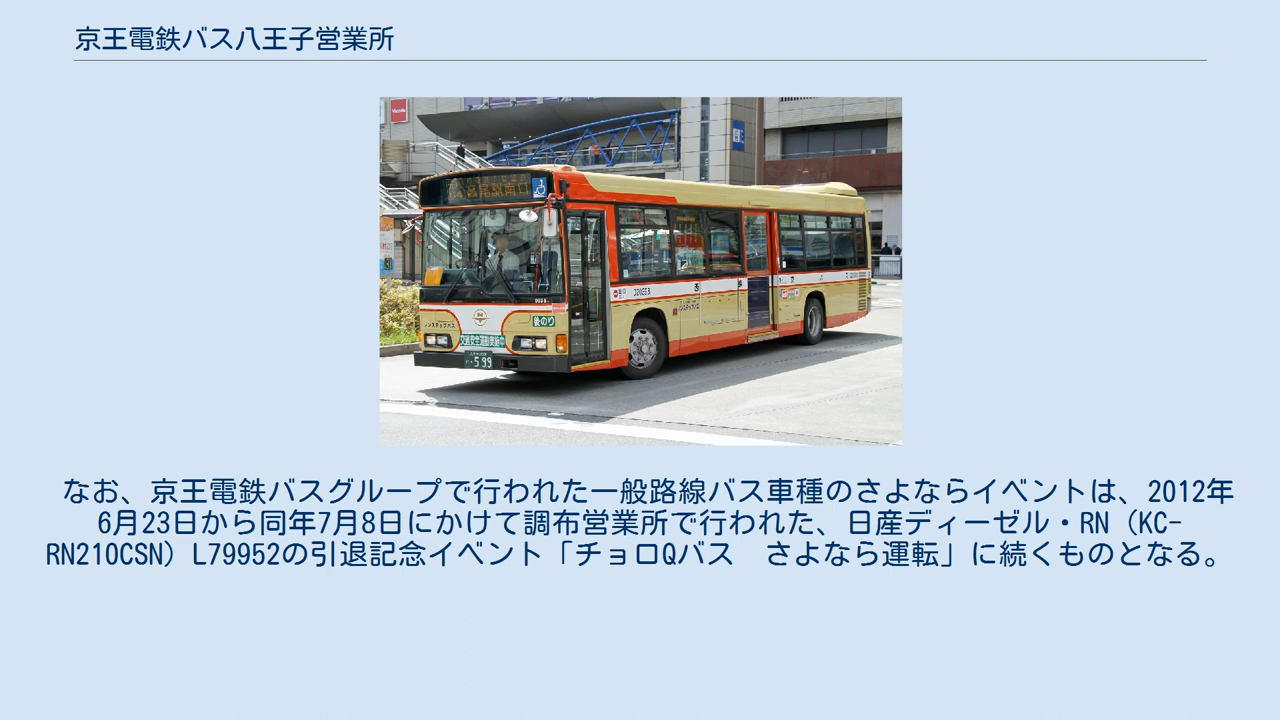 京王電鉄バス八王子営業所
後のり
・599
なお、京王電鉄バスグループで行われた一般路線バス車種のさよならイベントは、2012年
6月23日から同年7月8日にかけて調布営業所で行われた、日産ディーゼル・RN（KC-
RN210CSN）L79952の引退記念イベント「チョロQバス　さよなら運転」に続くものとなる。